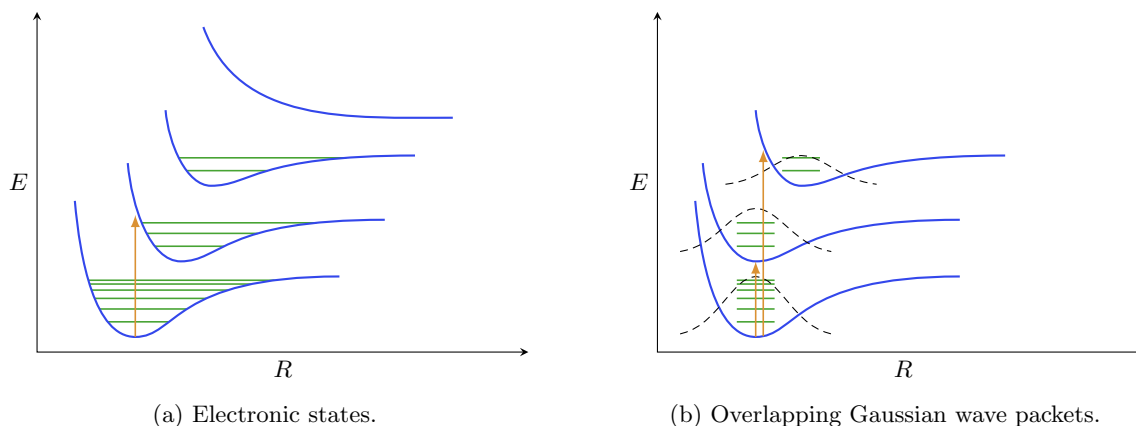 E
R
(a) Electronic states.
E
R
(b) Overlapping Gaussian wave packets.